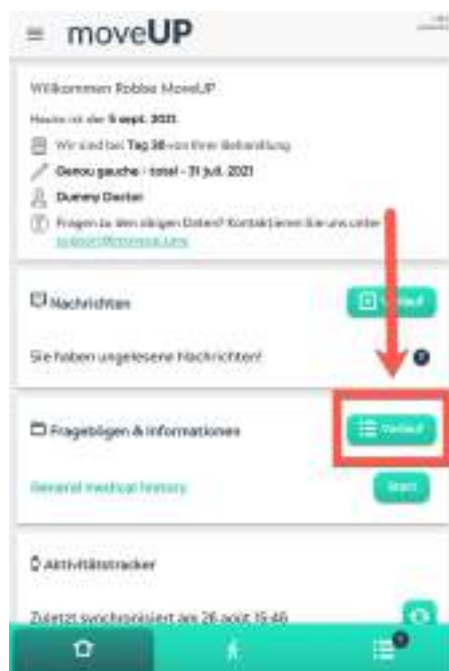 moveUP
Willkommen Robbe MoveUP
Heute ist der 5 sept. 2021
Wir sind bei Tag 36 von Ihrer Behandlung
Genou gauche - total - 31 juil. 2021
Dummy Doctor
Fragen zu den obigen Daten? Kontaktieren Sie uns unter
Nachrichten
Verlauf
Sie haben ungelesene Nachrichten!
Fragebögen & Informationen
Verlauf
General medical history
Start
Aktivitätstracker
Zuletzt synchronisiert am 26 août 15:46